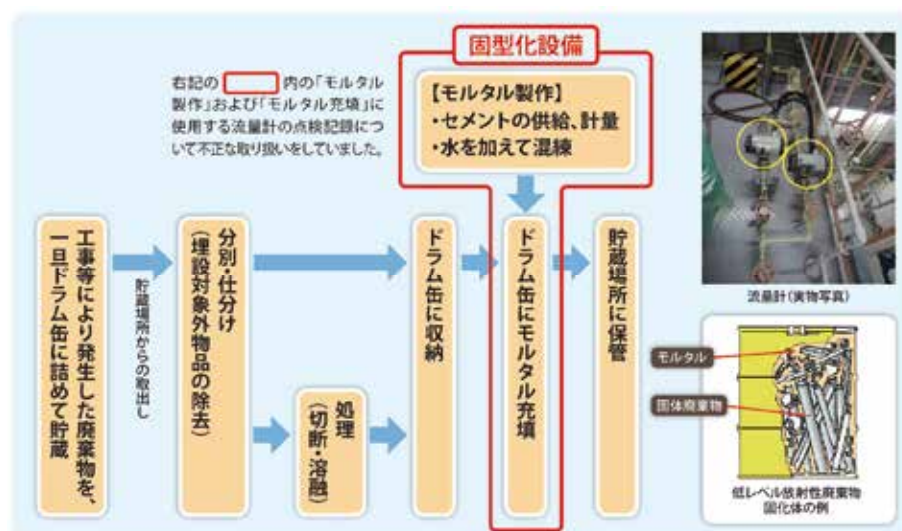 固型化設備
右記の 内の「モルタル
製作」および「モルタル充填」に
使用する流量計の点検記録につ
いて不正な取り扱いをしていました。
【モルタル製作】
・セメントの供給、計量
・水を加えて混練
工事等により発生した廃棄物を、
一旦ドラム缶に詰めて貯蔵
貯蔵場所からの取出し
分別・仕分け
(埋設対象外物品の除去)
処理
(切断・溶融)
ドラム缶に収納
ドラム缶にモルタル充填
貯蔵場所に保管
流量計(実物写真)
モルタル
固体廃棄物
低レベル放射性廃棄物
固化体の例